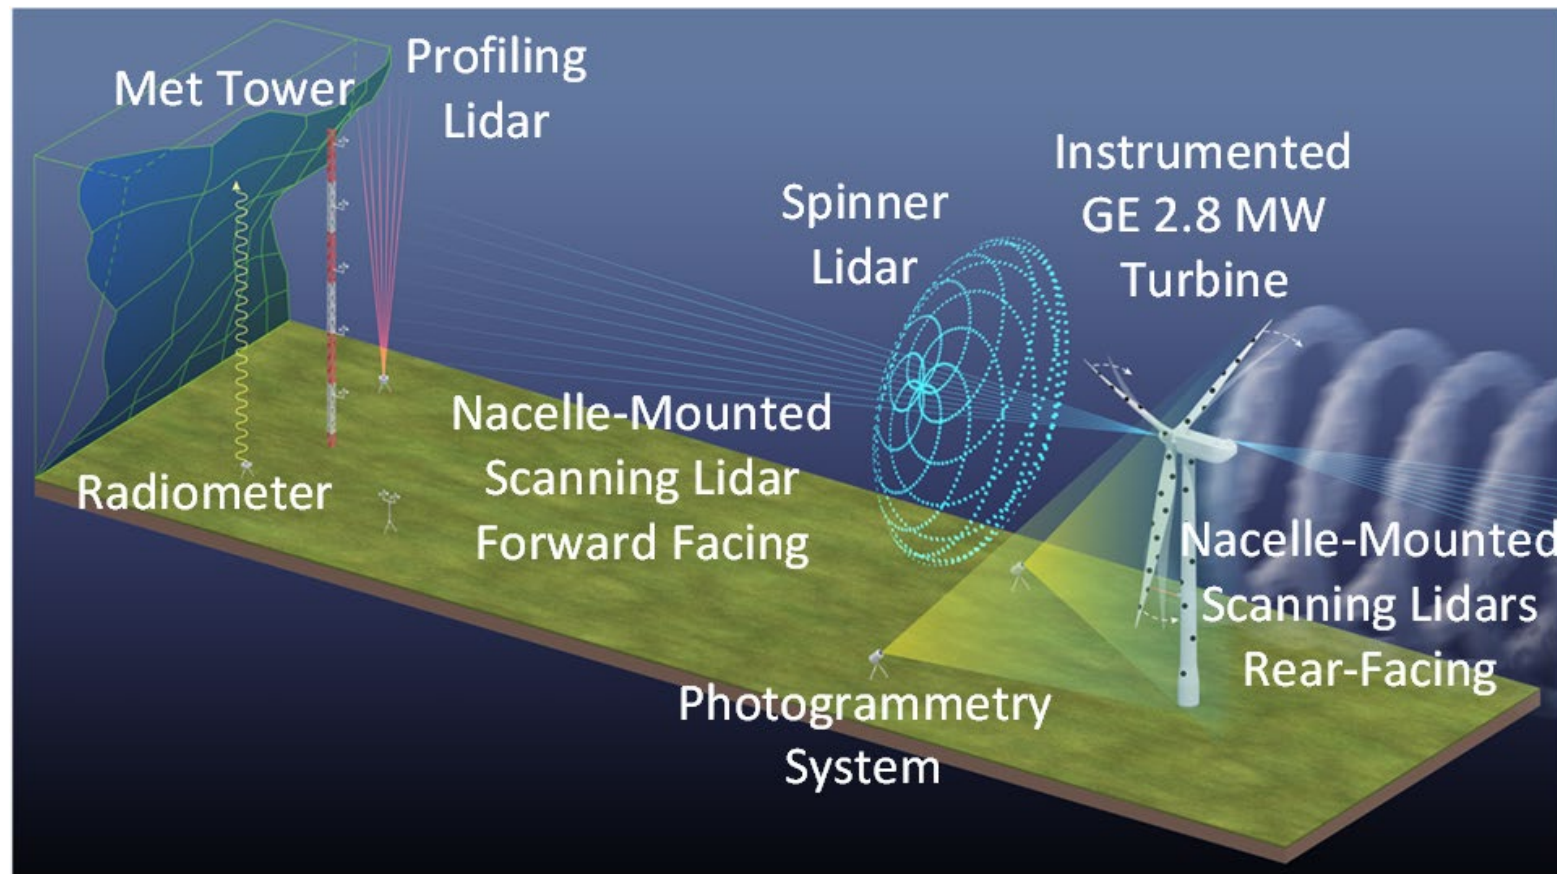 Met Tower
Profiling
Lidar
Spinner
Lidar
Instrumented
GE 2.8 MW
Turbine
Nacelle-Mounted
Scanning Lidar
Forward Facing
Radiometer
Nacelle-Mounted
Scanning Lidars
Rear-Facing
Photogrammetry
System